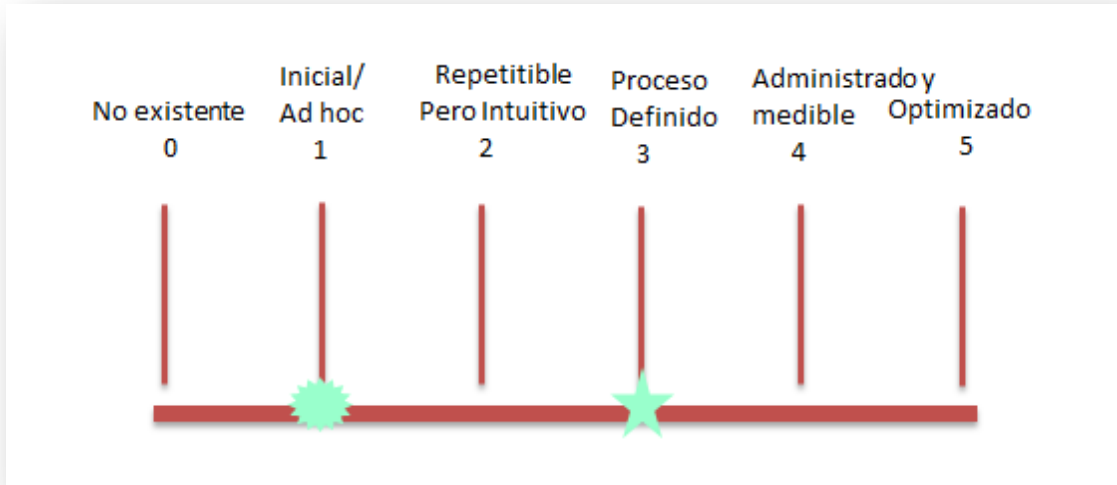 No existente
0
Inicial/
Ad hoc
1
Repetitible
Pero Intuitivo
2
Proceso
Definido
3
Administrado y
medible
4
Optimizado
5